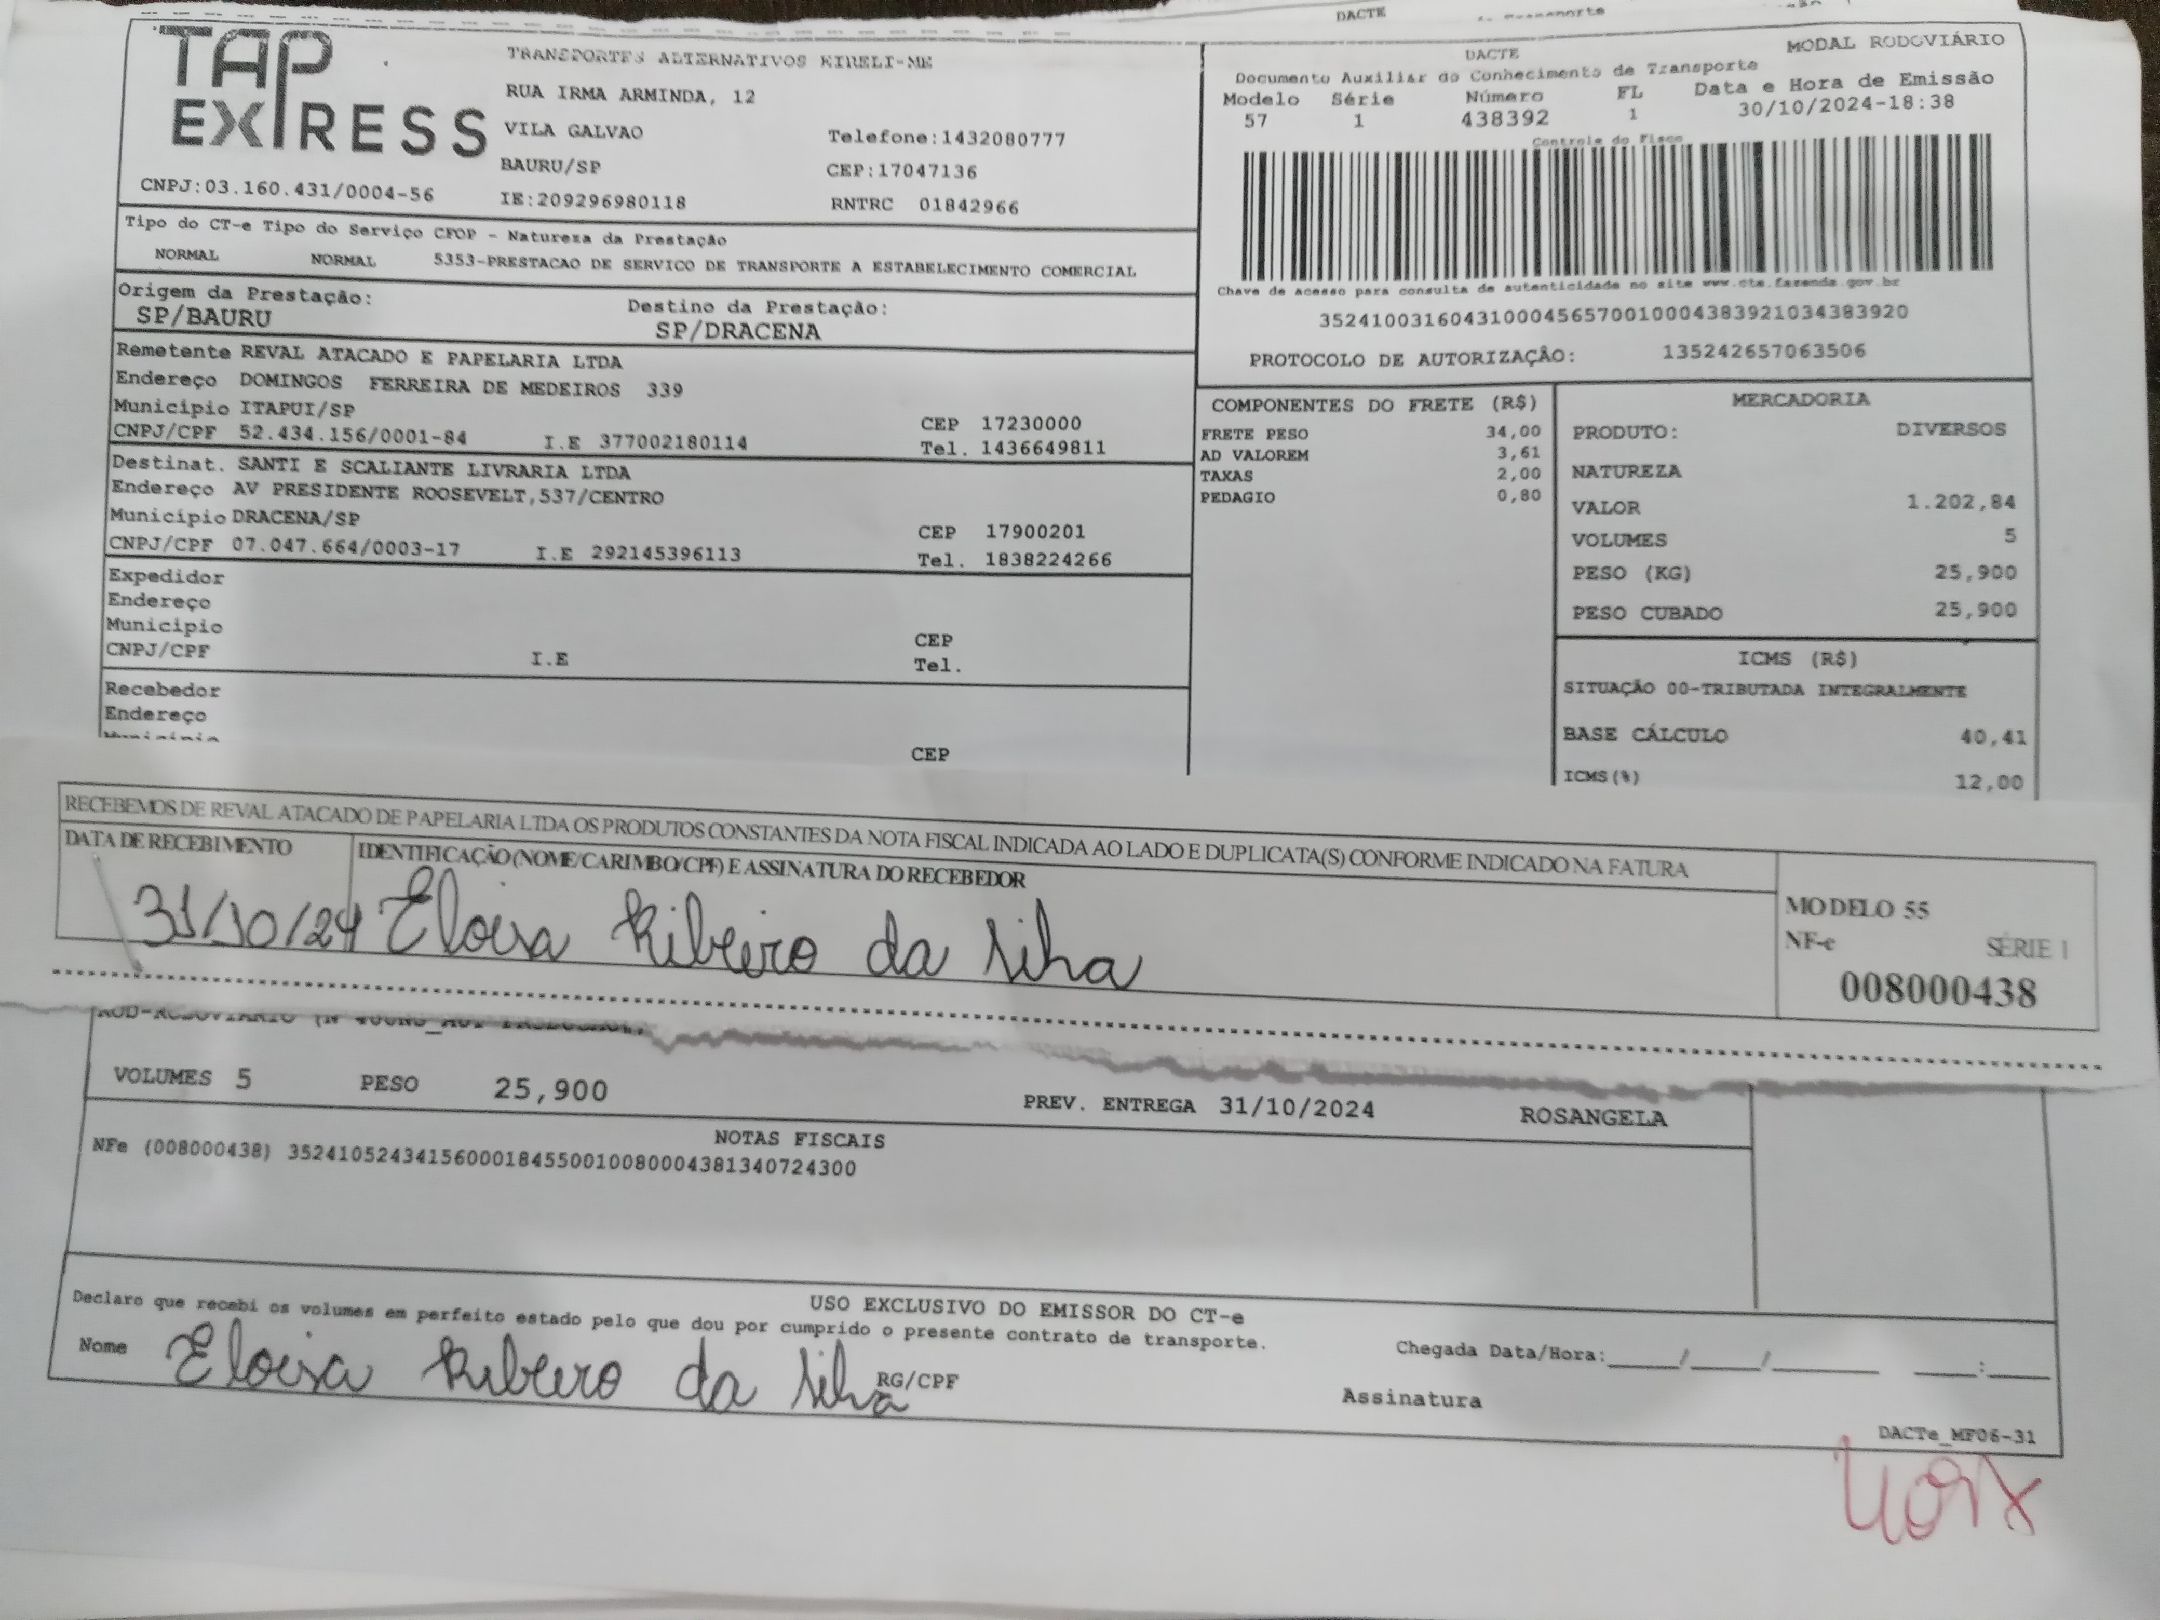 DACTE
TAP EXPRESS
TRANSPORTES ALTERNATIVOS EIRELI-ME
RUA IRMA ARMINDA, 12
VILA GALVAO
Telefone:1432080777
BAURU/SP
CEP:17047136
CNPJ:03.160.431/0004-56
IE:209296980118
RNTRC 01842966
DACTE
MODAL RODOVIÁRIO
Documento Auxiliar do Conhecimento de Transporte
Modelo Série Número FL Data e Hora de Emissão
57 1 438392 1 30/10/2024-18:38
Controle do Fisco
Chave de acesso para consulta de autenticidade no site www.cte.fazenda.gov.br
35241003160431000456570010004383921034383920
PROTOCOLO DE AUTORIZAÇÃO: 135242657063506
Tipo do CT-e Tipo do Serviço CFOP - Natureza da Prestação
NORMAL NORMAL 5353-PRESTACAO DE SERVICO DE TRANSPORTE A ESTABELECIMENTO COMERCIAL
Origem da Prestação: Destino da Prestação:
SP/BAURU SP/DRACENA
Remetente REVAL ATACADO E PAPELARIA LTDA
Endereço DOMINGOS FERREIRA DE MEDEIROS 339
Município ITAPUI/SP CEP 17230000
CNPJ/CPF 52.434.156/0001-84 I.E 377002180114 Tel. 1436649811
Destinat. SANTI E SCALIANTE LIVRARIA LTDA
Endereço AV PRESIDENTE ROOSEVELT,537/CENTRO
Município DRACENA/SP CEP 17900201
CNPJ/CPF 07.047.664/0003-17 I.E 292145396113 Tel. 1838224266
Expedidor
Endereço
Município CEP
CNPJ/CPF I.E Tel.
Recebedor
Endereço
Município CEP
COMPONENTES DO FRETE (R$)
FRETE PESO 34,00
AD VALOREM 3,61
TAXAS 2,00
PEDAGIO 0,80
MERCADORIA
PRODUTO: DIVERSOS
NATUREZA
VALOR 1.202,84
VOLUMES 5
PESO (KG) 25,900
PESO CUBADO 25,900
ICMS (R$)
SITUAÇÃO 00-TRIBUTADA INTEGRALMENTE
BASE CÁLCULO 40,41
ICMS(%) 12,00
RECEBEMOS DE REVAL ATACADO DE PAPELARIA LTDA OS PRODUTOS CONSTANTES DA NOTA FISCAL INDICADA AO LADO E DUPLICATA(S) CONFORME INDICADO NA FATURA
DATA DE RECEBIMENTO IDENTIFICAÇÃO (NOME/CARIMBO/CPF) E ASSINATURA DO RECEBEDOR
31/10/24 Eloisa Ribeiro da Silva
MODELO 55
NF-e SÉRIE 1
008000438
VOLUMES 5 PESO 25,900 PREV. ENTREGA 31/10/2024 ROSANGELA
NOTAS FISCAIS
NFe (008000438) 35241052434156000184550010080004381340724300
USO EXCLUSIVO DO EMISSOR DO CT-e
Declaro que recebi os volumes em perfeito estado pelo que dou por cumprido o presente contrato de transporte.
Nome Eloisa Ribeiro da Silva RG/CPF
Chegada Data/Hora:____/____/______ ____:____
Assinatura
DACTe_MF06-31